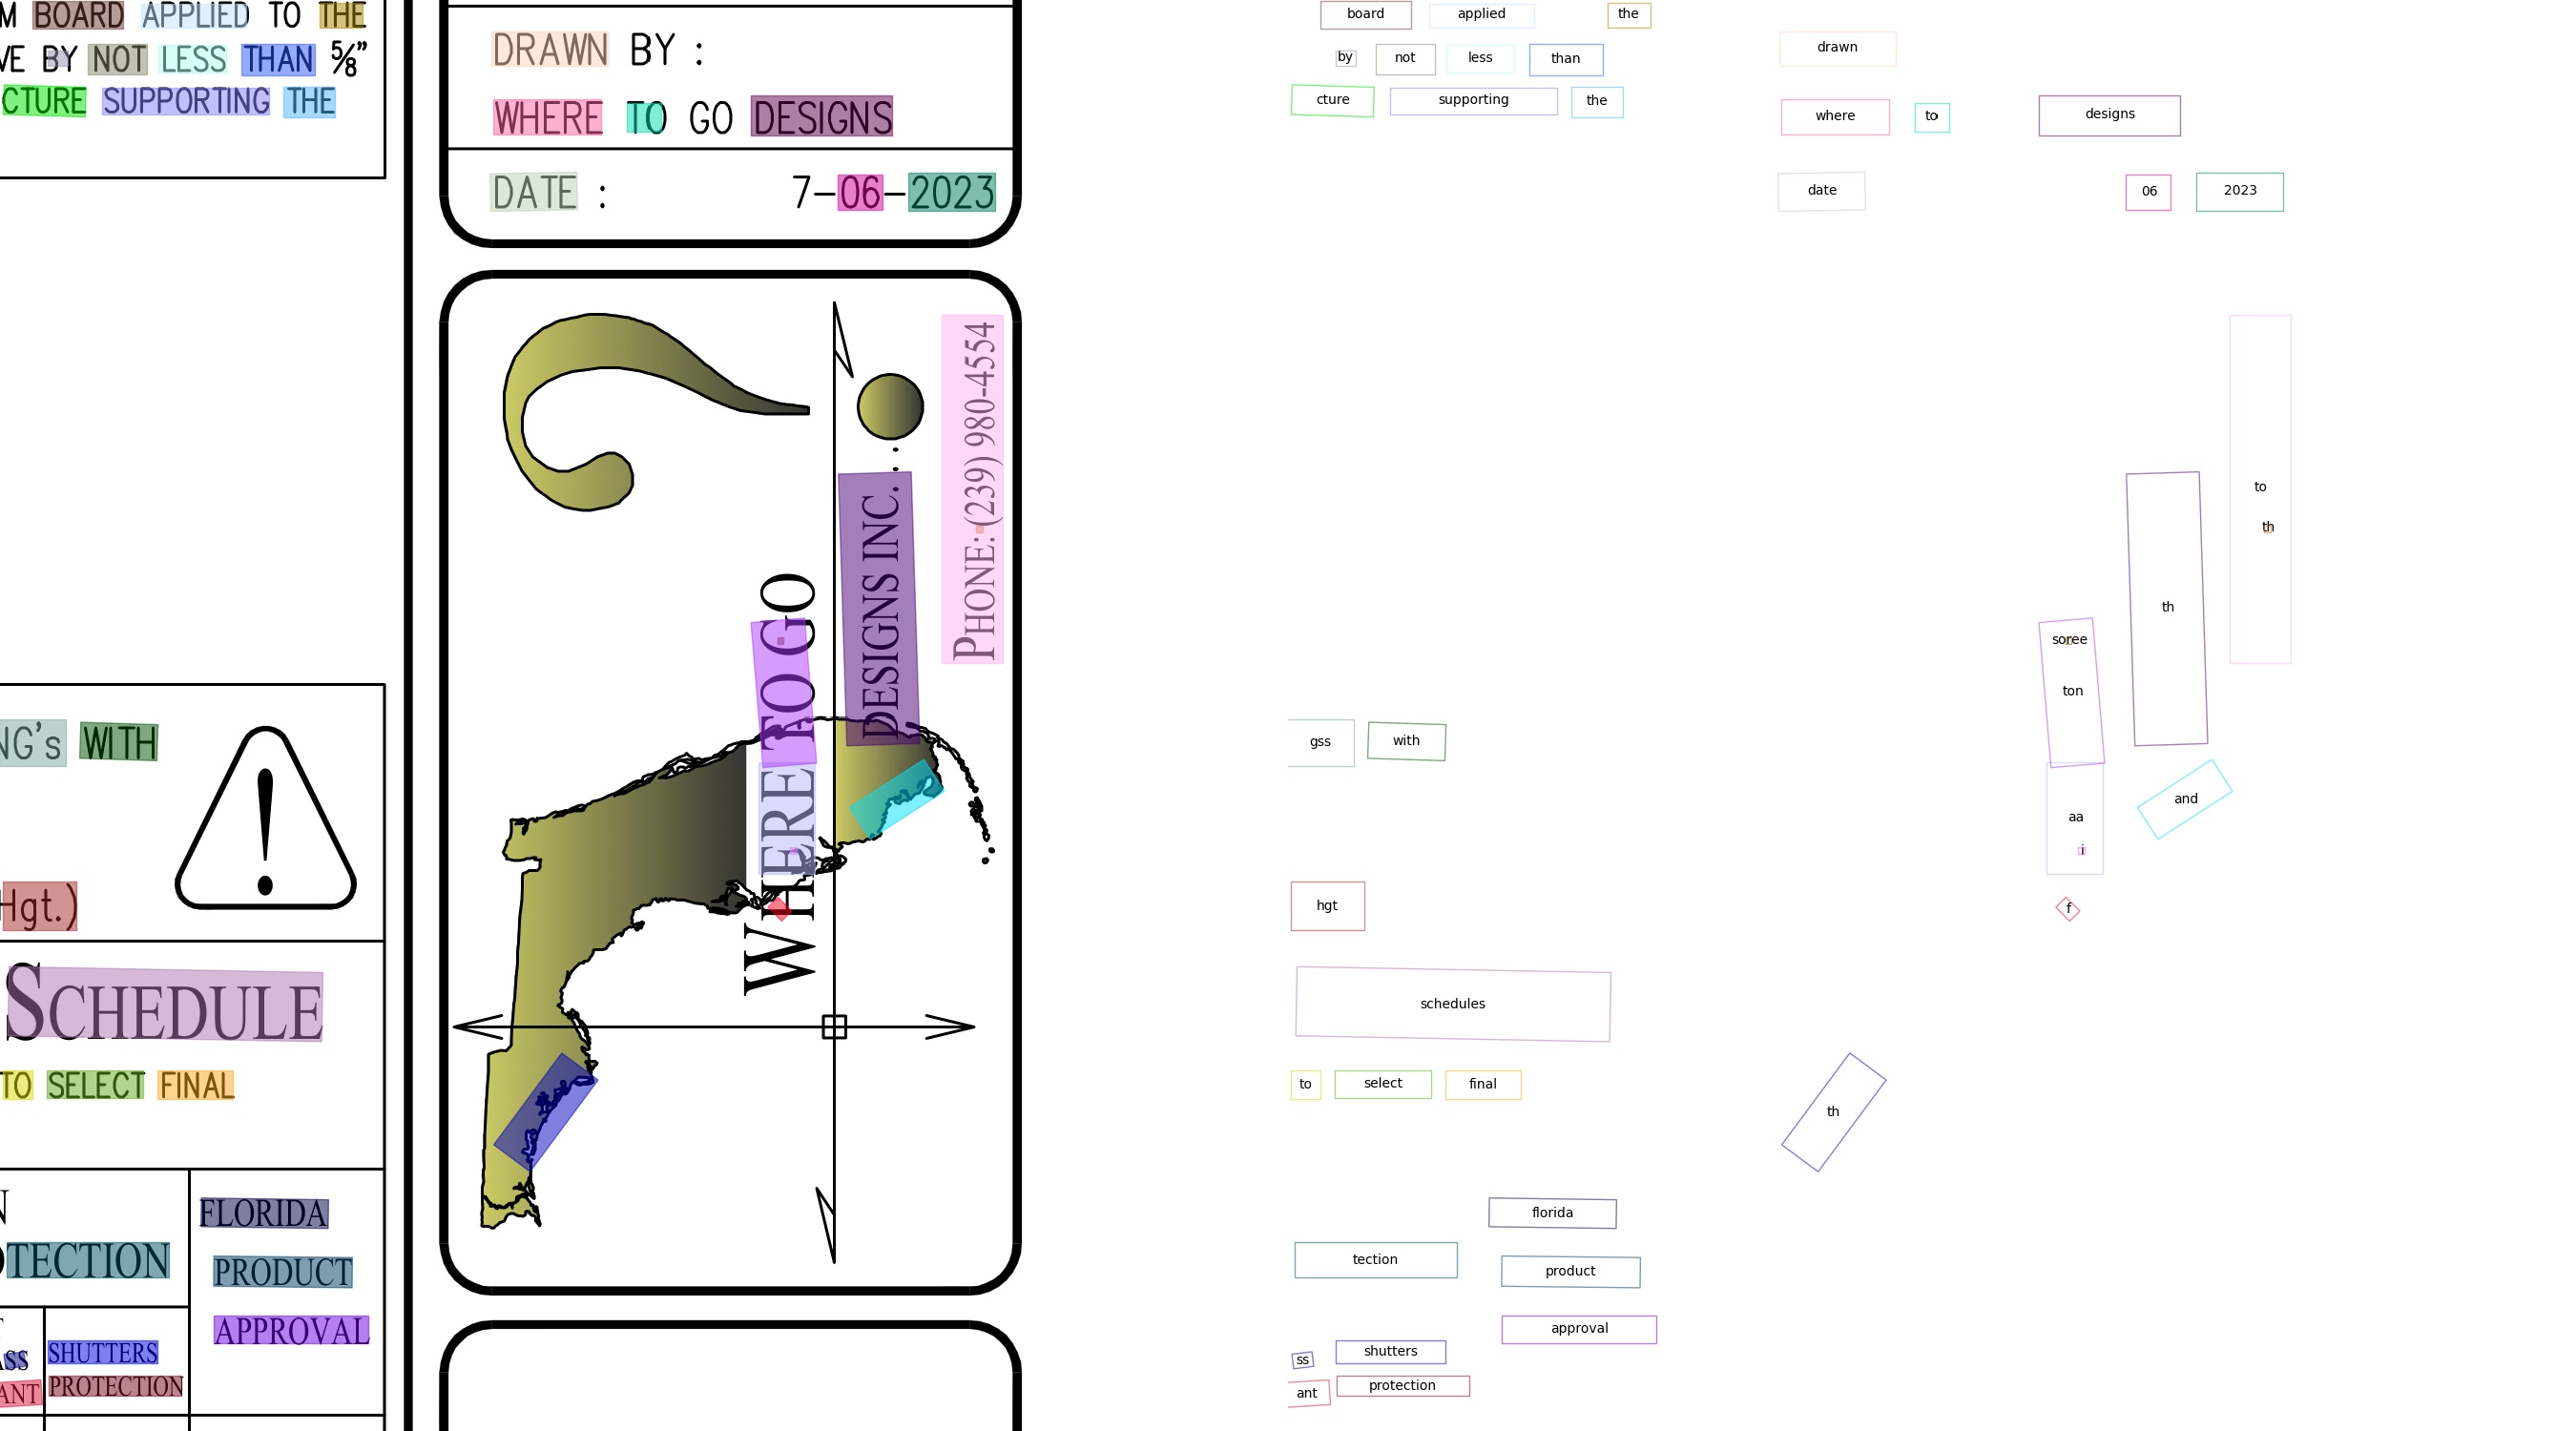 M BOARD APPLIED TO THE
VE BY NOT LESS THAN 5/8"
CTURE SUPPORTING THE
DRAWN BY :
WHERE TO GO DESIGNS
DATE : 7-06-2023
WHERE TO GO
DESIGNS INC.
PHONE: (239) 980-4554
NG's WITH
Hgt.)
SCHEDULE
TO SELECT FINAL
N
OTECTION
FLORIDA
PRODUCT
APPROVAL
ASS
ANT
SHUTTERS
PROTECTION
board applied the
by not less than
cture supporting the
drawn
where to designs
date 06 2023
to
th
th
soree
ton
aa
i
and
f
gss with
hgt
schedules
to select final
th
florida
tection
product
approval
ss shutters
ant protection